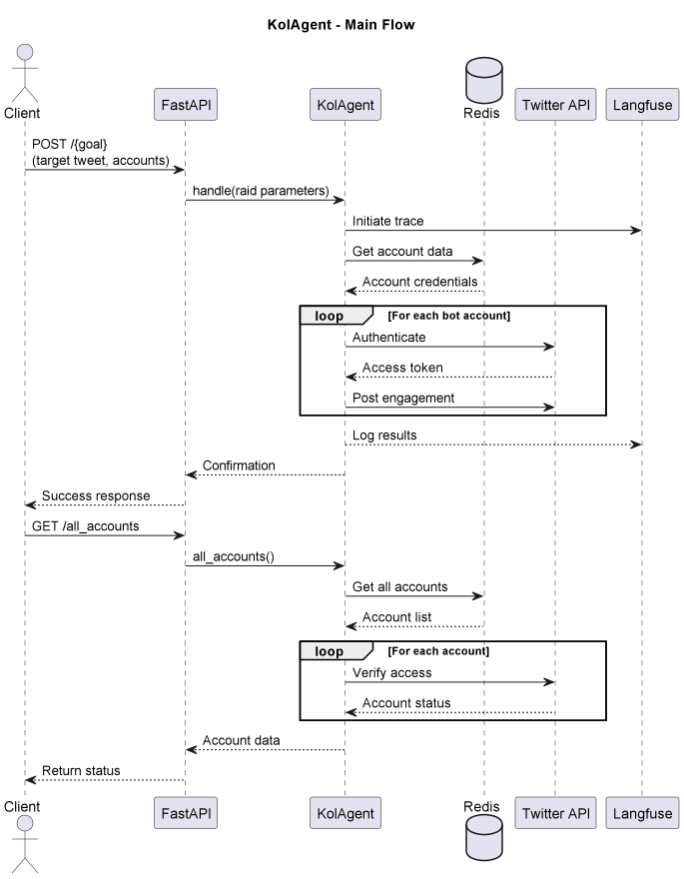 KolAgent - Main Flow
Client
FastAPI
KolAgent
Redis
Twitter API
Langfuse
POST /{goal}
(target tweet, accounts)
handle(raid parameters)
Initiate trace
Get account data
Account credentials
loop
[For each bot account]
Authenticate
Access token
Post engagement
Log results
Confirmation
Success response
GET /all_accounts
all_accounts()
Get all accounts
Account list
loop
[For each account]
Verify access
Account status
Account data
Return status
Client
FastAPI
KolAgent
Redis
Twitter API
Langfuse